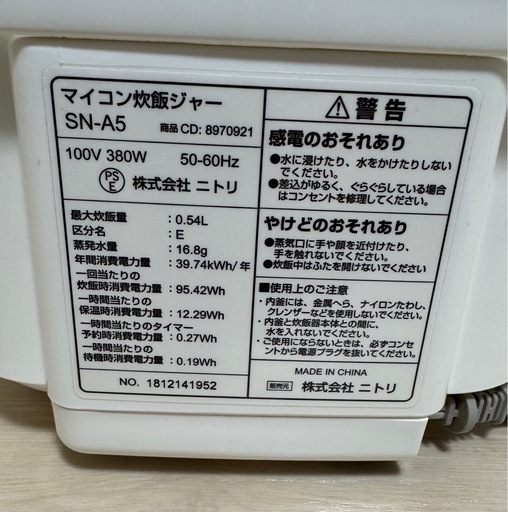 マイコン炊飯ジャー
SN-A5 商品CD: 8970921
100V 380W 50-60Hz
PS
E
株式会社 ニトリ
最大炊飯量 : 0.54L
区分名 : E
蒸発水量 : 16.8g
年間消費電力量 : 39.74kWh/年
一回当たりの
炊飯時消費電力量 : 95.42Wh
一時間当たりの
保温時消費電力量 : 12.29Wh
一時間当たりのタイマー
予約時消費電力量 : 0.27Wh
一時間当たりの
待機時消費電力量 : 0.19Wh
NO. 1812141952
警告
感電のおそれあり
●水に浸けたり、水をかけたりしない
でください。
●差込がゆるく、ぐらぐらしている場合
はコンセントを修理してください。
やけどのおそれあり
●蒸気口に手や顔を近付けたり、
手を触れないでください。
●炊飯中はふたを開けないでください
■使用上のご注意
・内釜には、金属へら、ナイロンたわし、
クレンザーなどを使用しないでください。
・内釜と炊飯器本体との間に、
水を入れないでください。
・ご使用にならないときは、必ずコンセ
ントから電源プラグを抜いてください。
MADE IN CHINA
販売元 株式会社 ニトリ